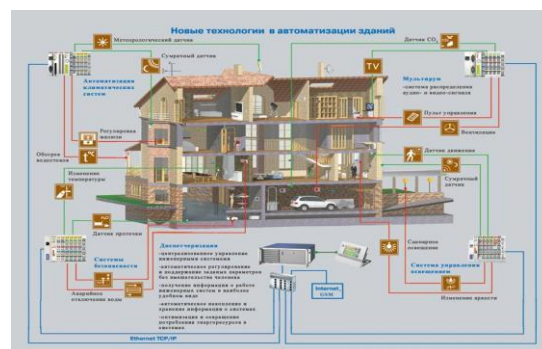 Новые технологии в автоматизации зданий
Метеорологический датчик
Сумрачный датчик
Датчик CO₂
TV
Автоматизация
климатических
систем
Мультирум
-система распределения
аудио- и видео-сигнала
Пульт управления
Вентиляция
Регулировка
жалюзи
Обогрев
водостоков
t°C
Датчик движения
Сумрачный
датчик
Изменение
температуры
Датчик протечки
Системы
безопасности
Аварийное
отключение воды
Диспетчеризация
-централизованное управление
инженерными системами
-автоматическое регулирование
и поддержание заданных параметров
без вмешательства человека
-получение информации о работе
инженерных систем в наиболее
удобном виде
-автоматическое накопление и
хранение информации о системах
-оптимизация и сокращение
потребления энергоресурсов в
системах
Internet,
GSM
Сценарное
освещение
Система управления
освещением
Изменение яркости
Ethernet TCP/IP